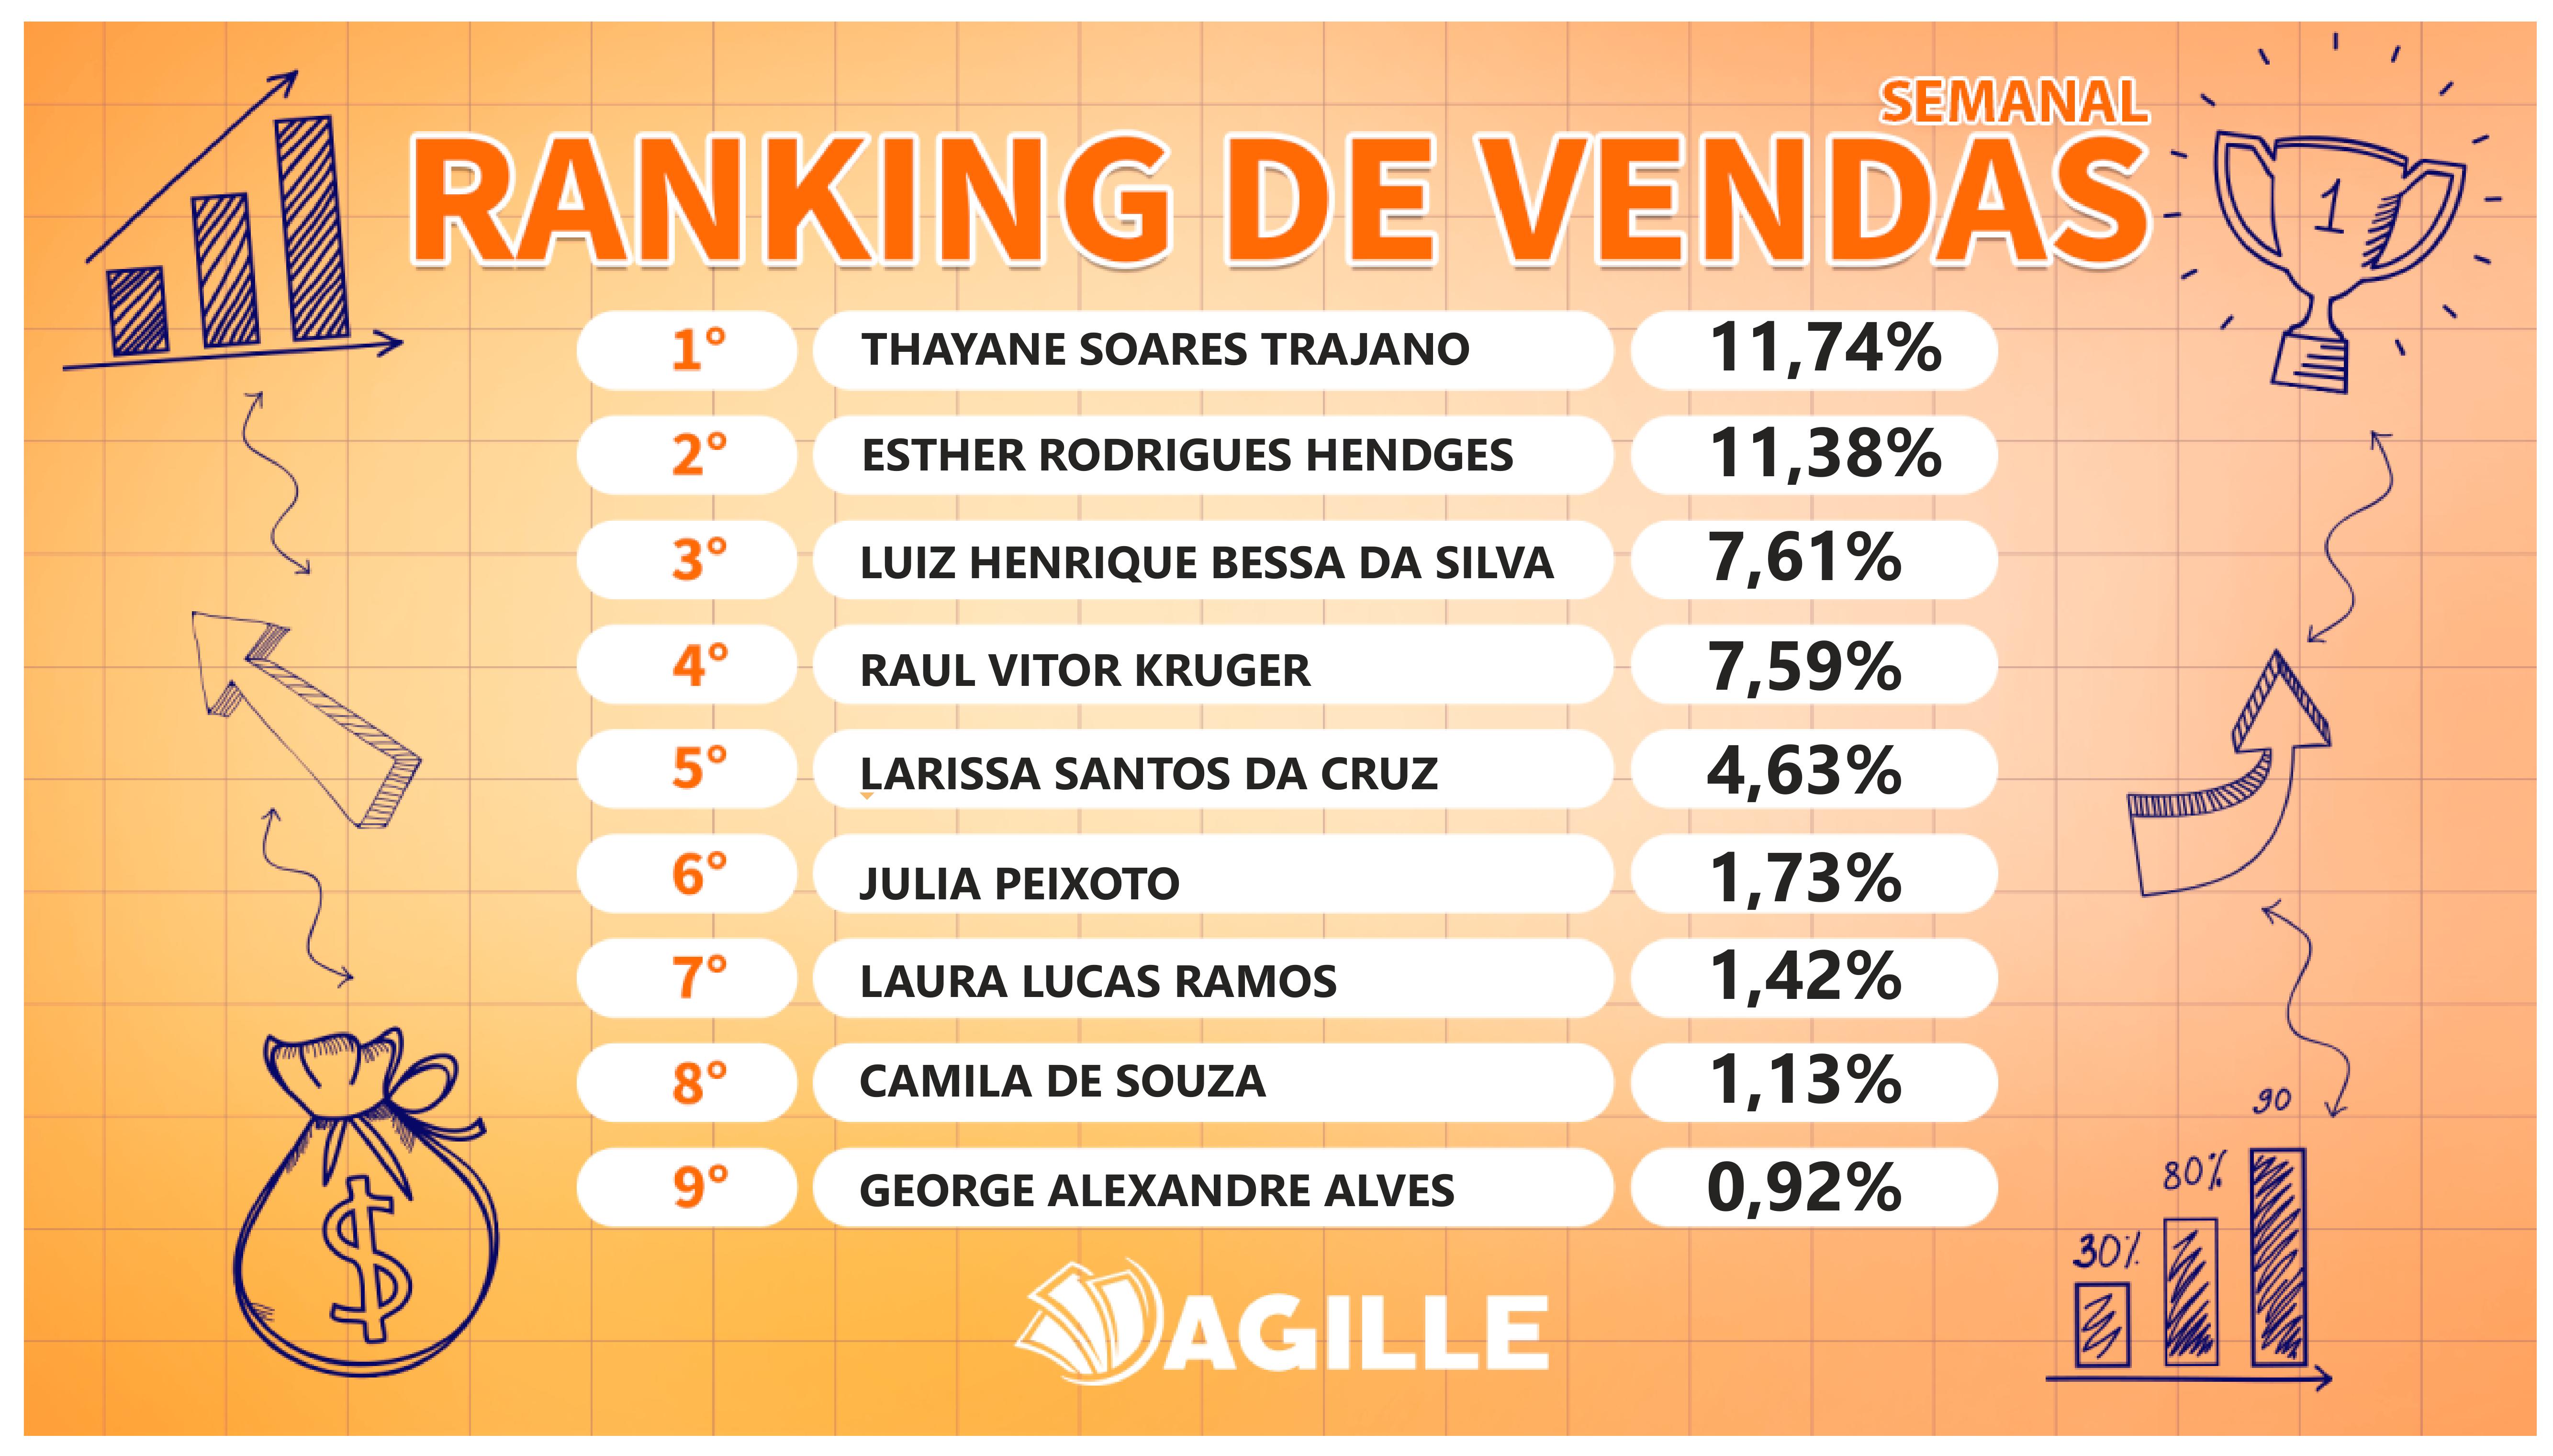 SEMANAL
RANKING DE VENDAS
1
1° THAYANE SOARES TRAJANO 11,74%
2° ESTHER RODRIGUES HENDGES 11,38%
3° LUIZ HENRIQUE BESSA DA SILVA 7,61%
4° RAUL VITOR KRUGER 7,59%
5° LARISSA SANTOS DA CRUZ 4,63%
6° JULIA PEIXOTO 1,73%
7° LAURA LUCAS RAMOS 1,42%
8° CAMILA DE SOUZA 1,13%
9° GEORGE ALEXANDRE ALVES 0,92%
$
90
80%
30%
AGILLE